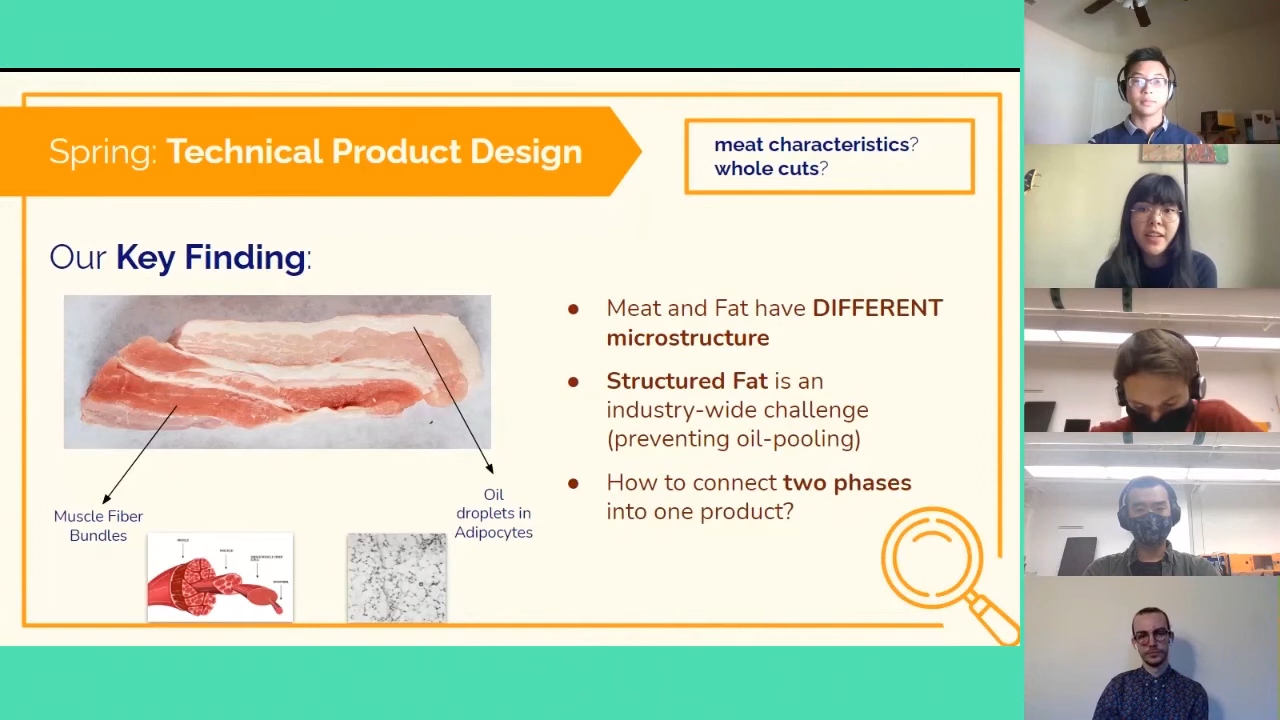 Spring: Technical Product Design
meat characteristics?
whole cuts?
Our Key Finding:
● Meat and Fat have DIFFERENT
microstructure
● Structured Fat is an
industry-wide challenge
(preventing oil-pooling)
● How to connect two phases
into one product?
Muscle Fiber
Bundles
Oil
droplets in
Adipocytes